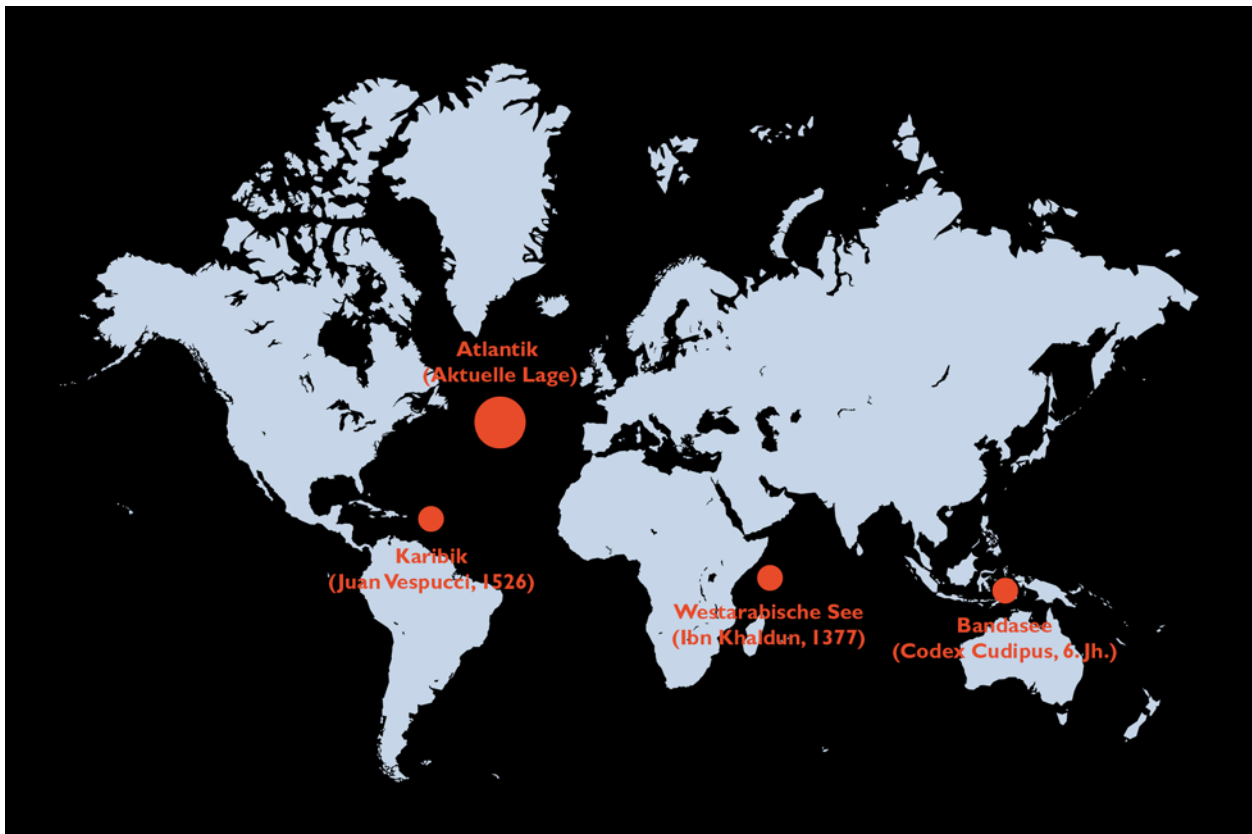 Atlantik
(Aktuelle Lage)
Karibik
(Juan Vespucci, 1526)
Westarabische See
(Ibn Khaldun, 1377)
Bandasee
(Codex Cudipus, 6. Jh.)